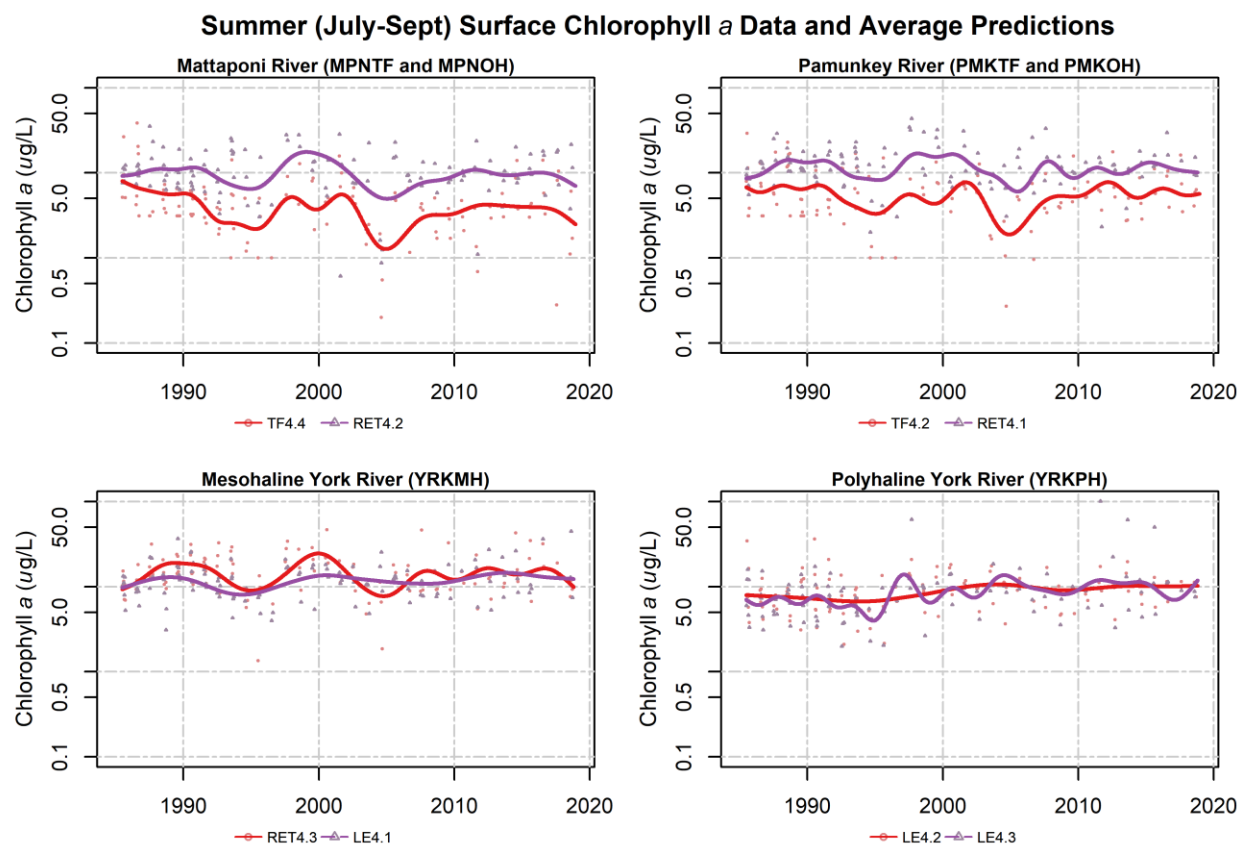 Summer (July-Sept) Surface Chlorophyll a Data and Average Predictions
Mattaponi River (MPNTF and MPNOH)
Chlorophyll a (ug/L)
50.0
5.0
0.5
0.1
1990 2000 2010 2020
TF4.4 RET4.2
Pamunkey River (PMKTF and PMKOH)
Chlorophyll a (ug/L)
50.0
5.0
0.5
0.1
1990 2000 2010 2020
TF4.2 RET4.1
Mesohaline York River (YRKMH)
Chlorophyll a (ug/L)
50.0
5.0
0.5
0.1
1990 2000 2010 2020
RET4.3 LE4.1
Polyhaline York River (YRKPH)
Chlorophyll a (ug/L)
50.0
5.0
0.5
0.1
1990 2000 2010 2020
LE4.2 LE4.3